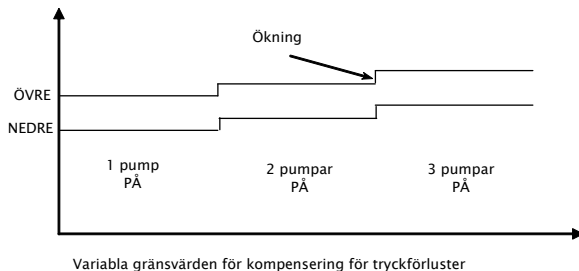 Ökning
ÖVRE
NEDRE
1 pump
PÅ
2 pumpar
PÅ
3 pumpar
PÅ
Variabla gränsvärden för kompensering för tryckförluster